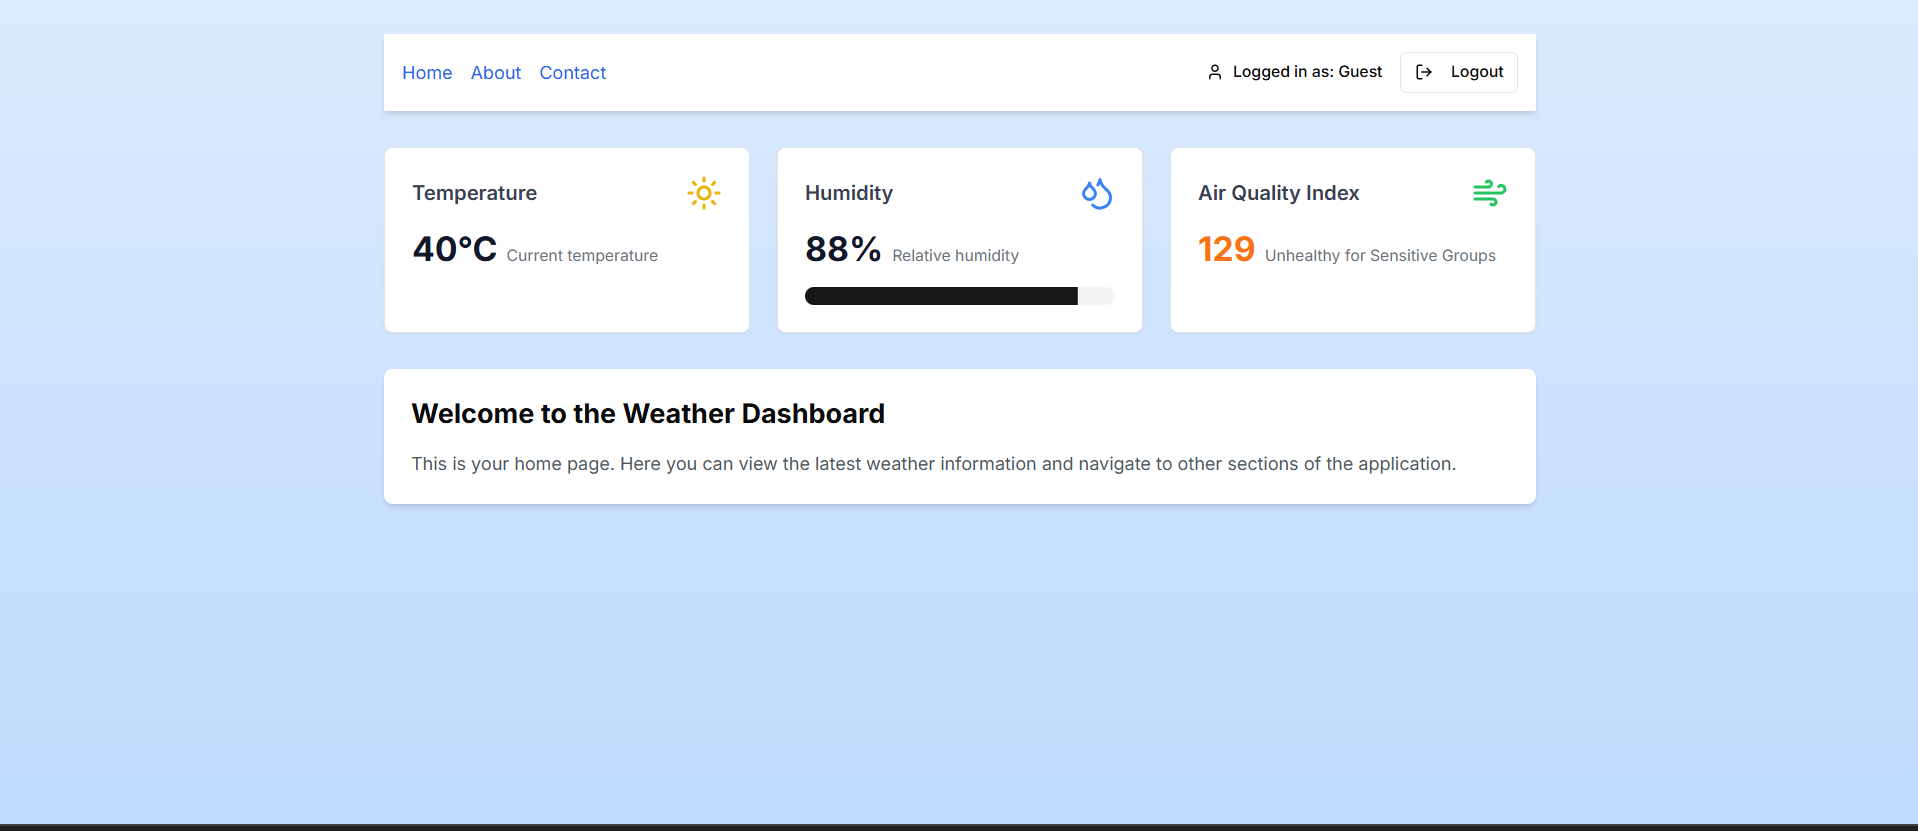 Home About Contact Logged in as: Guest Logout
Temperature
40°C Current temperature
Humidity
88% Relative humidity
Air Quality Index
129 Unhealthy for Sensitive Groups
Welcome to the Weather Dashboard
This is your home page. Here you can view the latest weather information and navigate to other sections of the application.